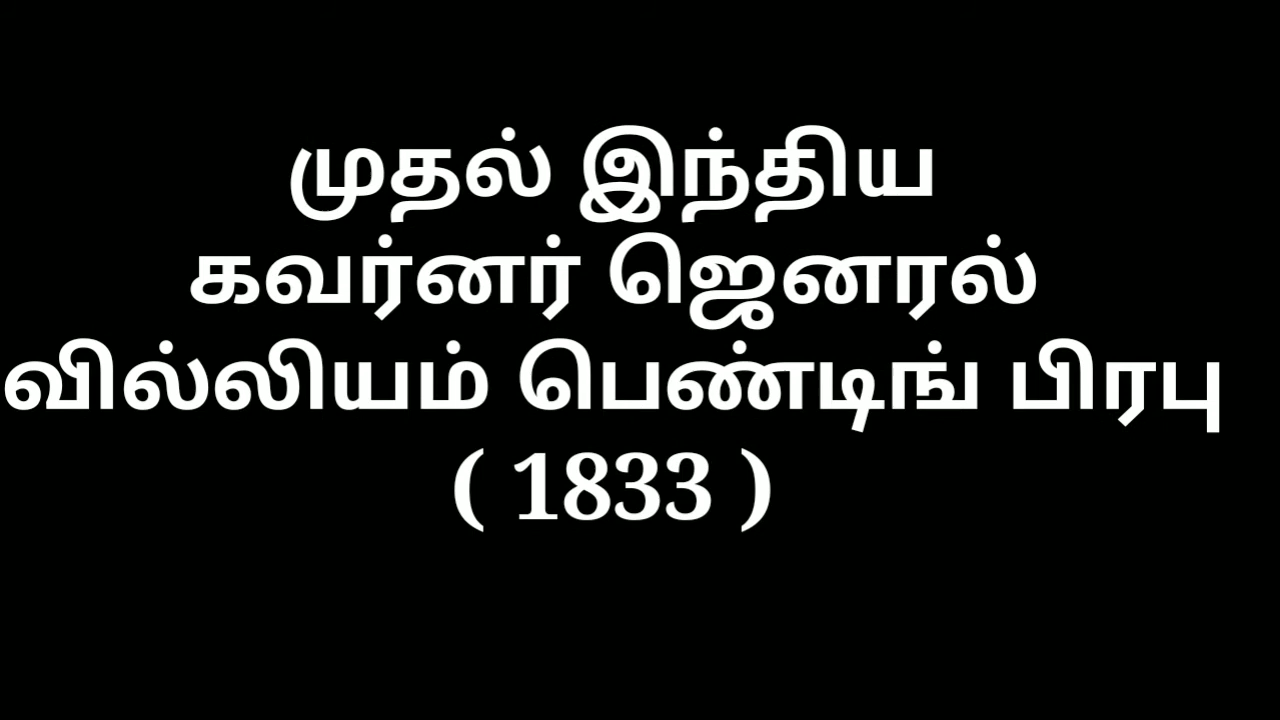 முதல் இந்திய
கவர்னர் ஜெனரல்
வில்லியம் பெண்டிங் பிரபு
( 1833 )